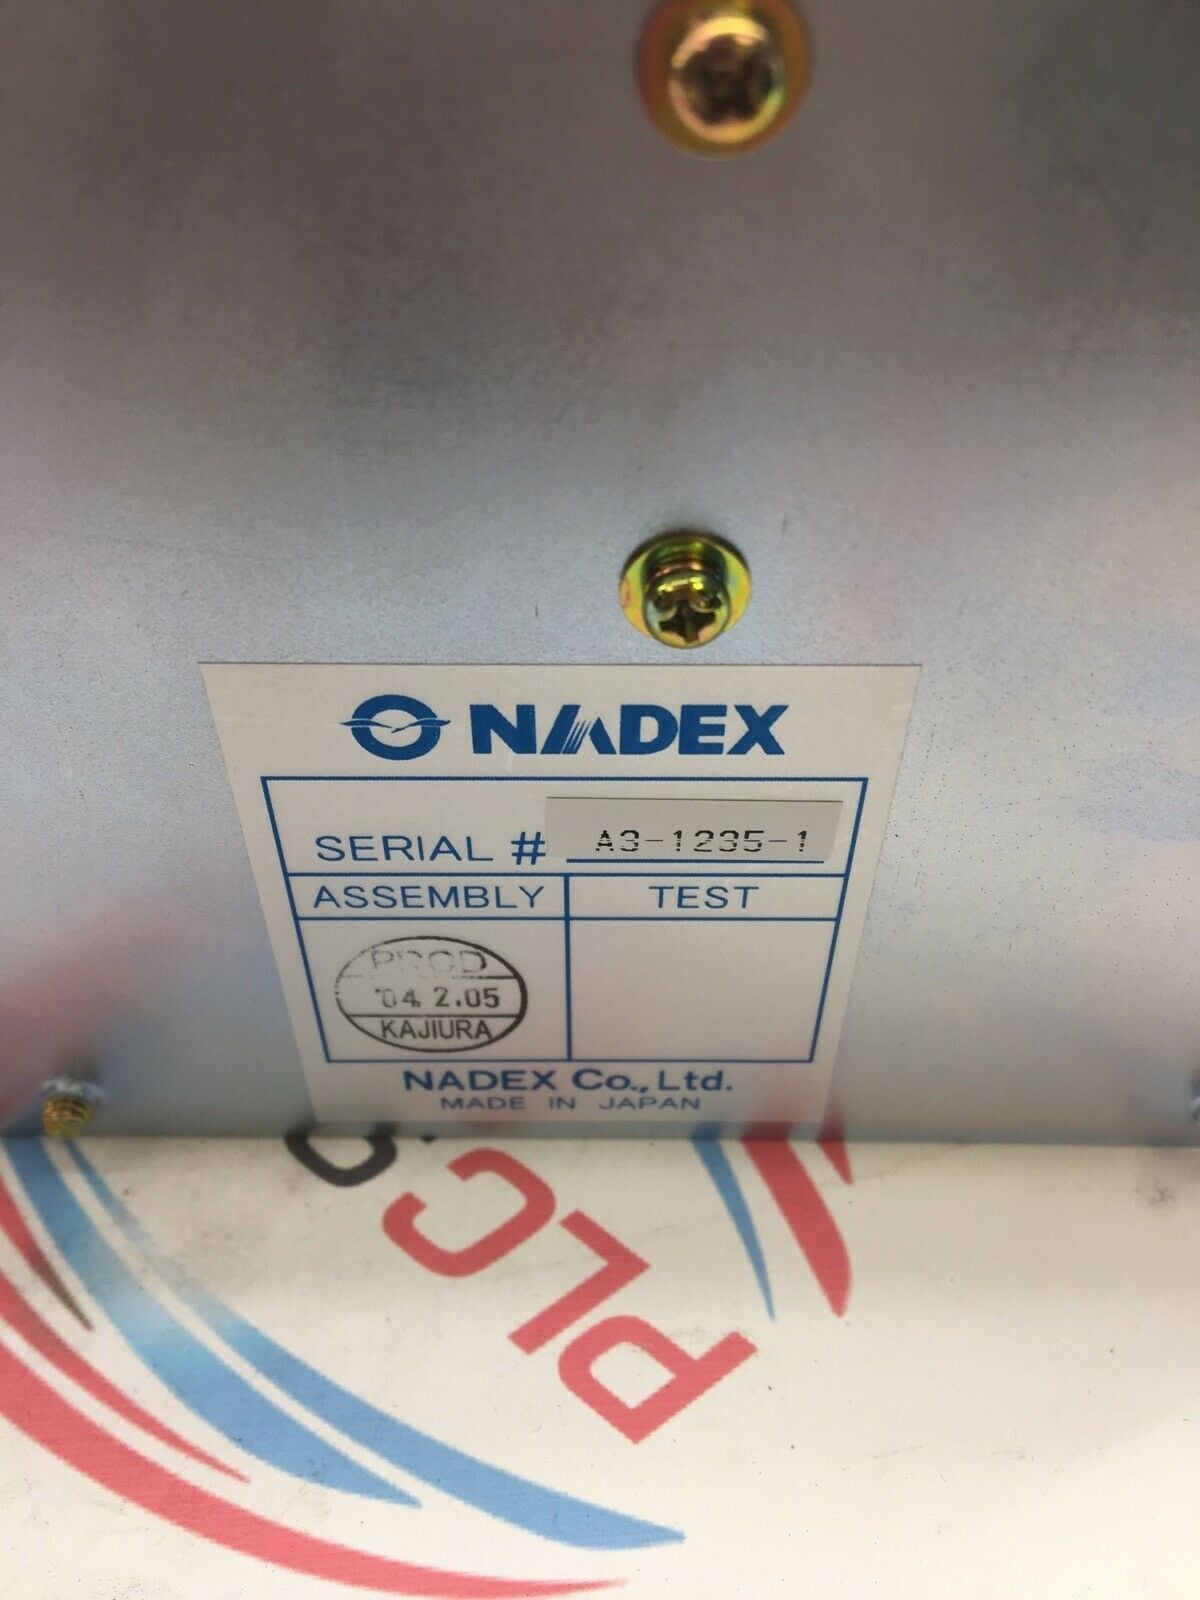 NADEX
SERIAL # A3-1235-1
ASSEMBLY TEST
PROD
'04. 2.05
KAJIURA
NADEX Co., Ltd.
MADE IN JAPAN
PLC